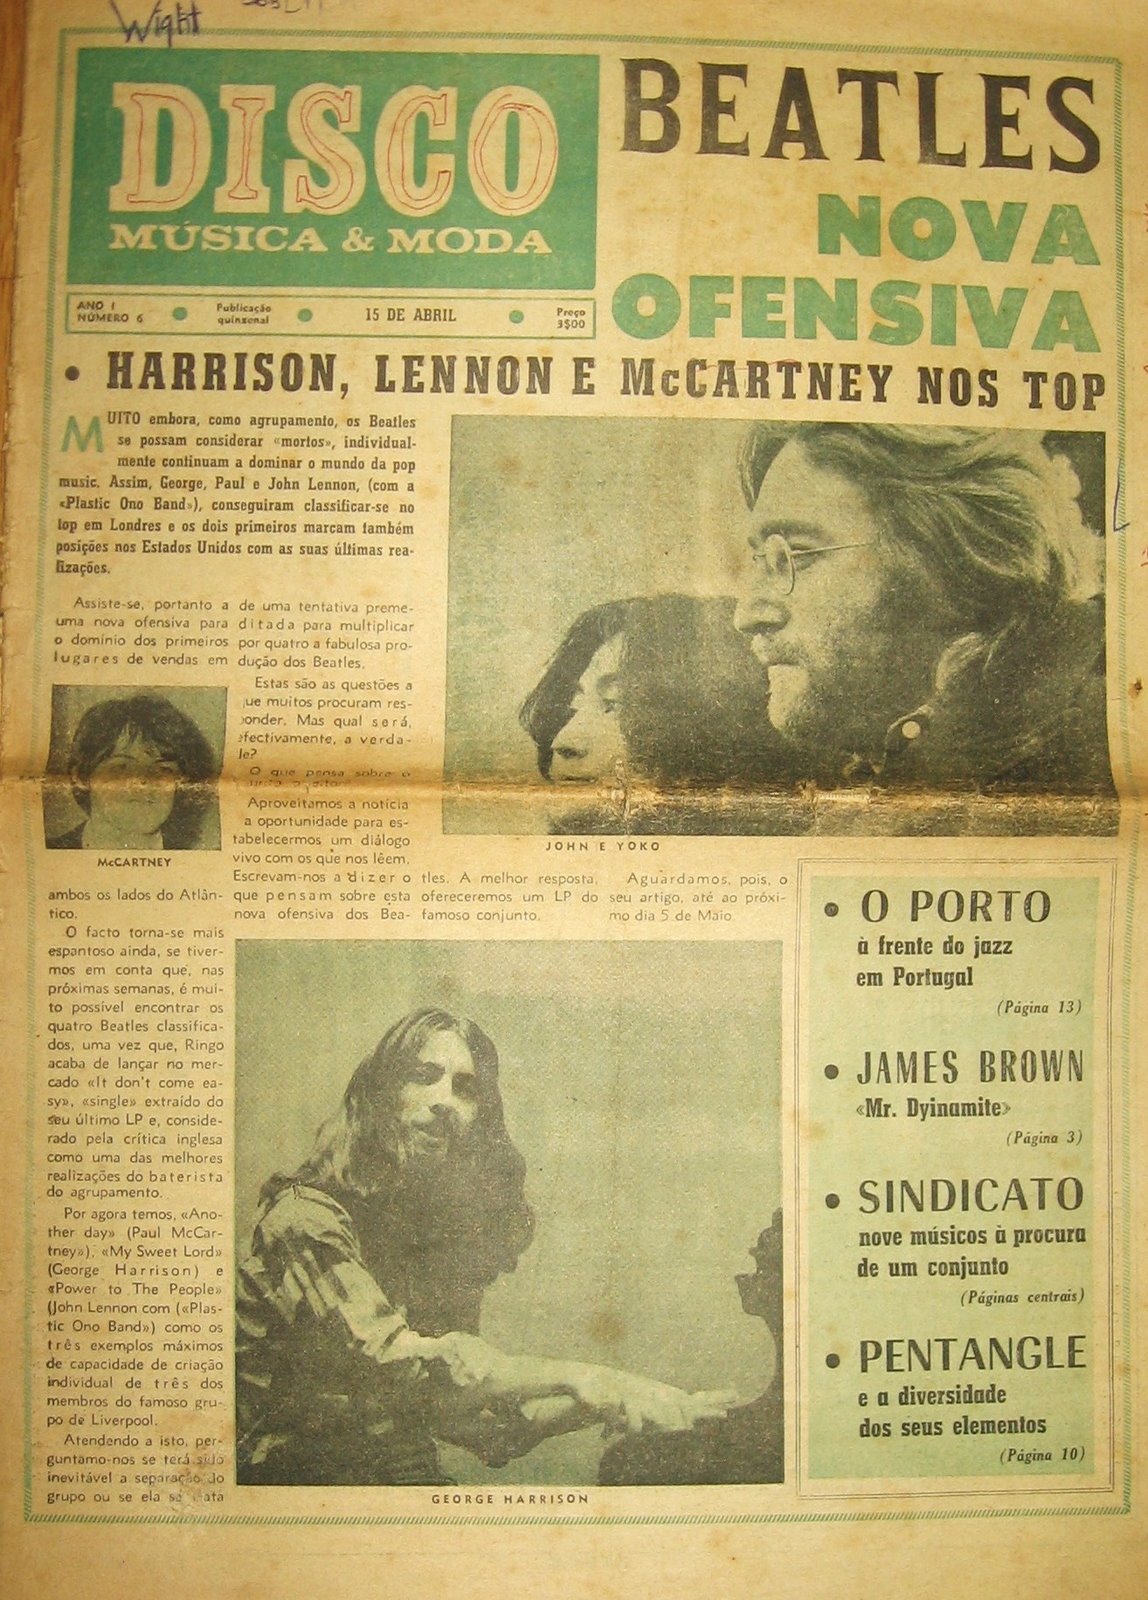 Wight
DISCO
MÚSICA & MODA
ANO I
NÚMERO 6
Publicação
quinzenal
15 DE ABRIL
Preço
3$00
BEATLES
NOVA
OFENSIVA
• HARRISON, LENNON E McCARTNEY NOS TOP
MUITO embora, como agrupamento, os Beatles
se possam considerar «mortos», individual-
mente continuam a dominar o mundo da pop
music. Assim, George, Paul e John Lennon, (com a
«Plastic Ono Band»), conseguiram classificar-se no
top em Londres e os dois primeiros marcam também
posições nos Estados Unidos com as suas últimas rea-
lizações.
Assiste-se, portanto a
uma nova ofensiva para
o domínio dos primeiros
lugares de vendas em
McCARTNEY
ambos os lados do Atlân-
tico.
O facto torna-se mais
espantoso ainda, se tiver-
mos em conta que, nas
próximas semanas, é mui-
to possível encontrar os
quatro Beatles classifica-
dos, uma vez que, Ringo
acaba de lançar no mer-
cado «It don't come ea-
sy», «single» extraído do
seu último LP e, conside-
rado pela crítica inglesa
como uma das melhores
realizações do baterista
do agrupamento.
Por agora temos, «Ano-
ther day» (Paul McCar-
tney»), «My Sweet Lord»
(George Harrison) e
«Power to The People»
(John Lennon com («Plas-
tic Ono Band») como os
três exemplos máximos
de capacidade de criação
individual de três dos
membros do famoso gru-
po de Liverpool.
Atendendo a isto, per-
guntamo-nos se terá sido
inevitável a separação do
grupo ou se ela se trata
de uma tentativa preme-
ditada para multiplicar
por quatro a fabulosa pro-
dução dos Beatles.
Estas são as questões a
que muitos procuram res-
ponder. Mas qual será,
efectivamente, a verda-
de?
O que pensa sobre o
Aproveitamos a notícia
a oportunidade para es-
tabelecermos um diálogo
vivo com os que nos lêem.
Escrevam-nos a dizer o
que pensam sobre esta
nova ofensiva dos Bea-
tles. A melhor resposta,
ofereceremos um LP do
famoso conjunto.
Aguardamos, pois, o
seu artigo, até ao próxi-
mo dia 5 de Maio.
JOHN E YOKO
GEORGE HARRISON
• O PORTO
à frente do jazz
em Portugal
(Página 13)
• JAMES BROWN
«Mr. Dyinamite»
(Página 3)
• SINDICATO
nove músicos à procura
de um conjunto
(Páginas centrais)
• PENTANGLE
e a diversidade
dos seus elementos
(Página 10)